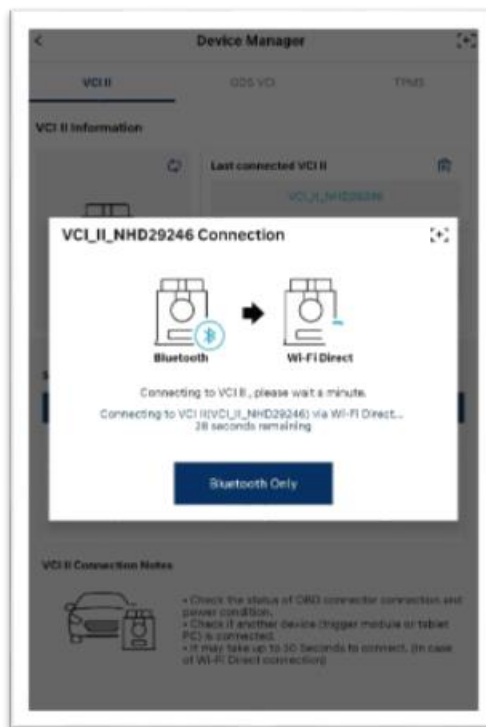 Device Manager
VCI II
GDS VCI
TPMS
VCI II Information
Last connected VCI II
VCI_II_NHD29246
VCI_II_NHD29246 Connection
Bluetooth
Wi-Fi Direct
Connecting to VCI II, please wait a minute.
Connecting to VCI II(VCI_II_NHD29246) via Wi-Fi Direct...
28 seconds remaining
Bluetooth Only
VCI II Connection Notes
• Check the status of OBD connector connection and
power condition.
• Check if another device (trigger module or tablet
PC) is connected.
• It may take up to 30 Seconds to connect. (In case
of Wi-Fi Direct connection)